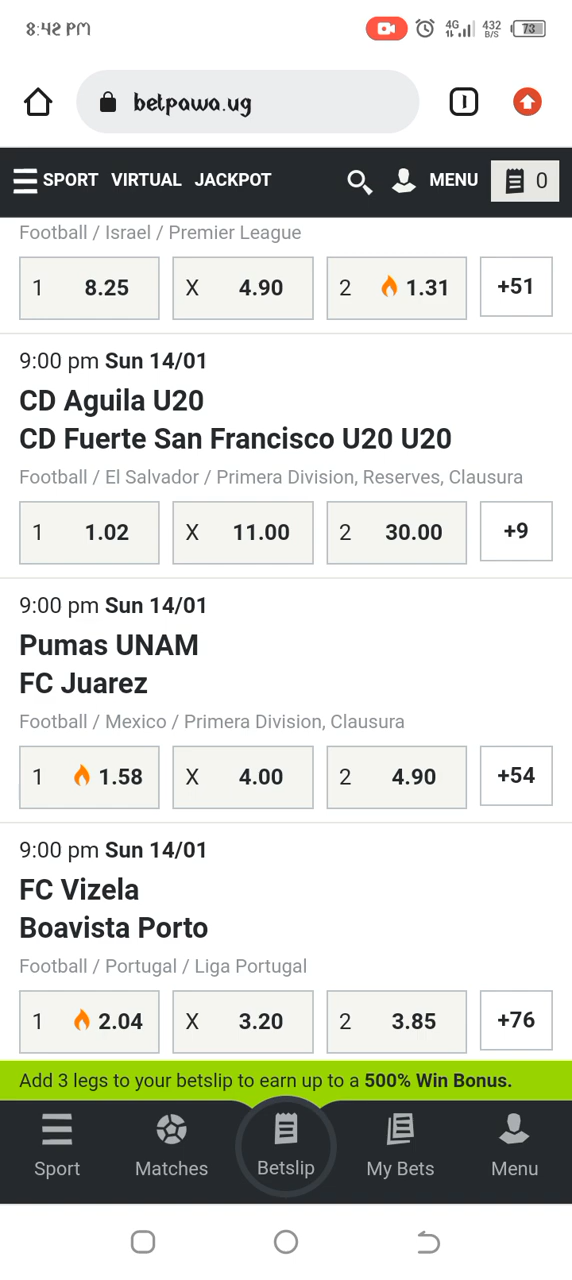 8:42 PM 4G 432 B/S 73
betpawa.ug 1
SPORT VIRTUAL JACKPOT MENU 0
Football / Israel / Premier League
1 8.25 X 4.90 2 1.31 +51
9:00 pm Sun 14/01
CD Aguila U20
CD Fuerte San Francisco U20 U20
Football / El Salvador / Primera Division, Reserves, Clausura
1 1.02 X 11.00 2 30.00 +9
9:00 pm Sun 14/01
Pumas UNAM
FC Juarez
Football / Mexico / Primera Division, Clausura
1 1.58 X 4.00 2 4.90 +54
9:00 pm Sun 14/01
FC Vizela
Boavista Porto
Football / Portugal / Liga Portugal
1 2.04 X 3.20 2 3.85 +76
Add 3 legs to your betslip to earn up to a 500% Win Bonus.
Sport Matches Betslip My Bets Menu